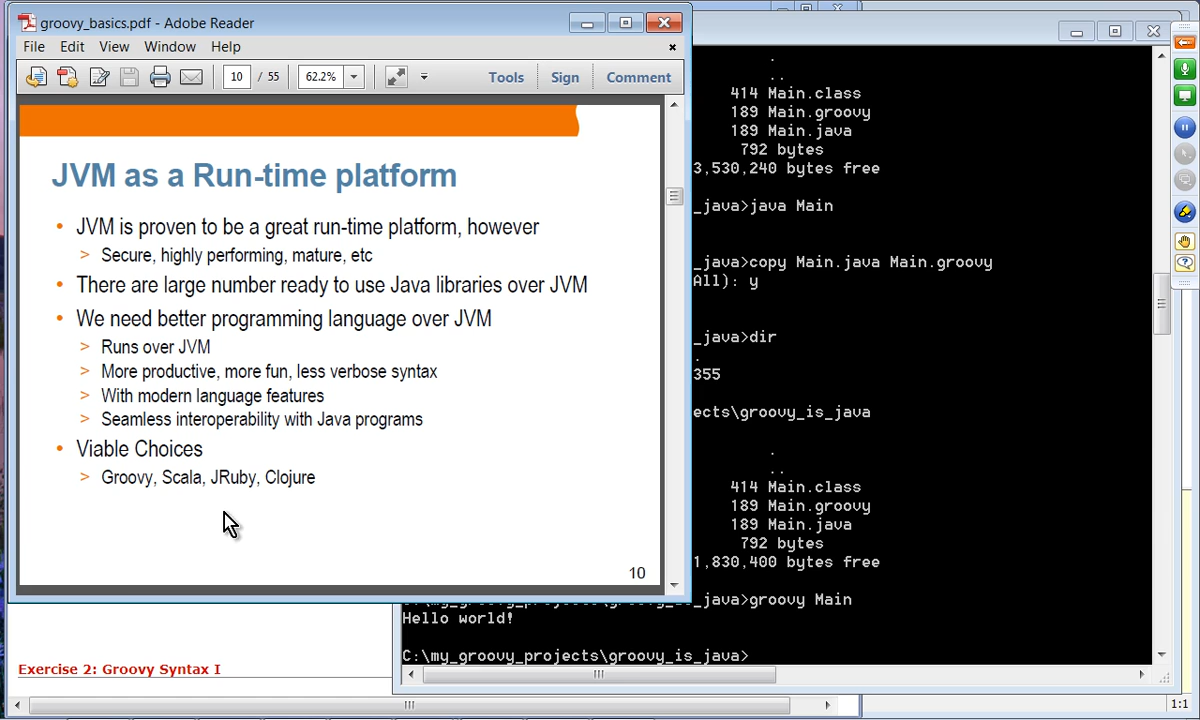 groovy_basics.pdf - Adobe Reader
File Edit View Window Help
10 / 55 62.2% Tools Sign Comment
JVM as a Run-time platform
• JVM is proven to be a great run-time platform, however
> Secure, highly performing, mature, etc
• There are large number ready to use Java libraries over JVM
• We need better programming language over JVM
> Runs over JVM
> More productive, more fun, less verbose syntax
> With modern language features
> Seamless interoperability with Java programs
• Viable Choices
> Groovy, Scala, JRuby, Clojure
10
Exercise 2: Groovy Syntax I
.
..
414 Main.class
189 Main.groovy
189 Main.java
792 bytes
3,530,240 bytes free
_java>java Main
_java>copy Main.java Main.groovy
All): y
_java>dir
.
355
ects\groovy_is_java
.
..
414 Main.class
189 Main.groovy
189 Main.java
792 bytes
1,830,400 bytes free
_java>groovy Main
Hello world!
C:\my_groovy_projects\groovy_is_java>
1:1